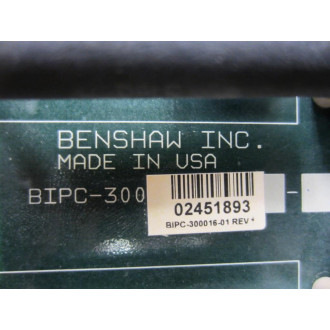 BENSHAW INC.
MADE IN USA
BIPC-300
-
02451893
BIPC-300016-01 REV *